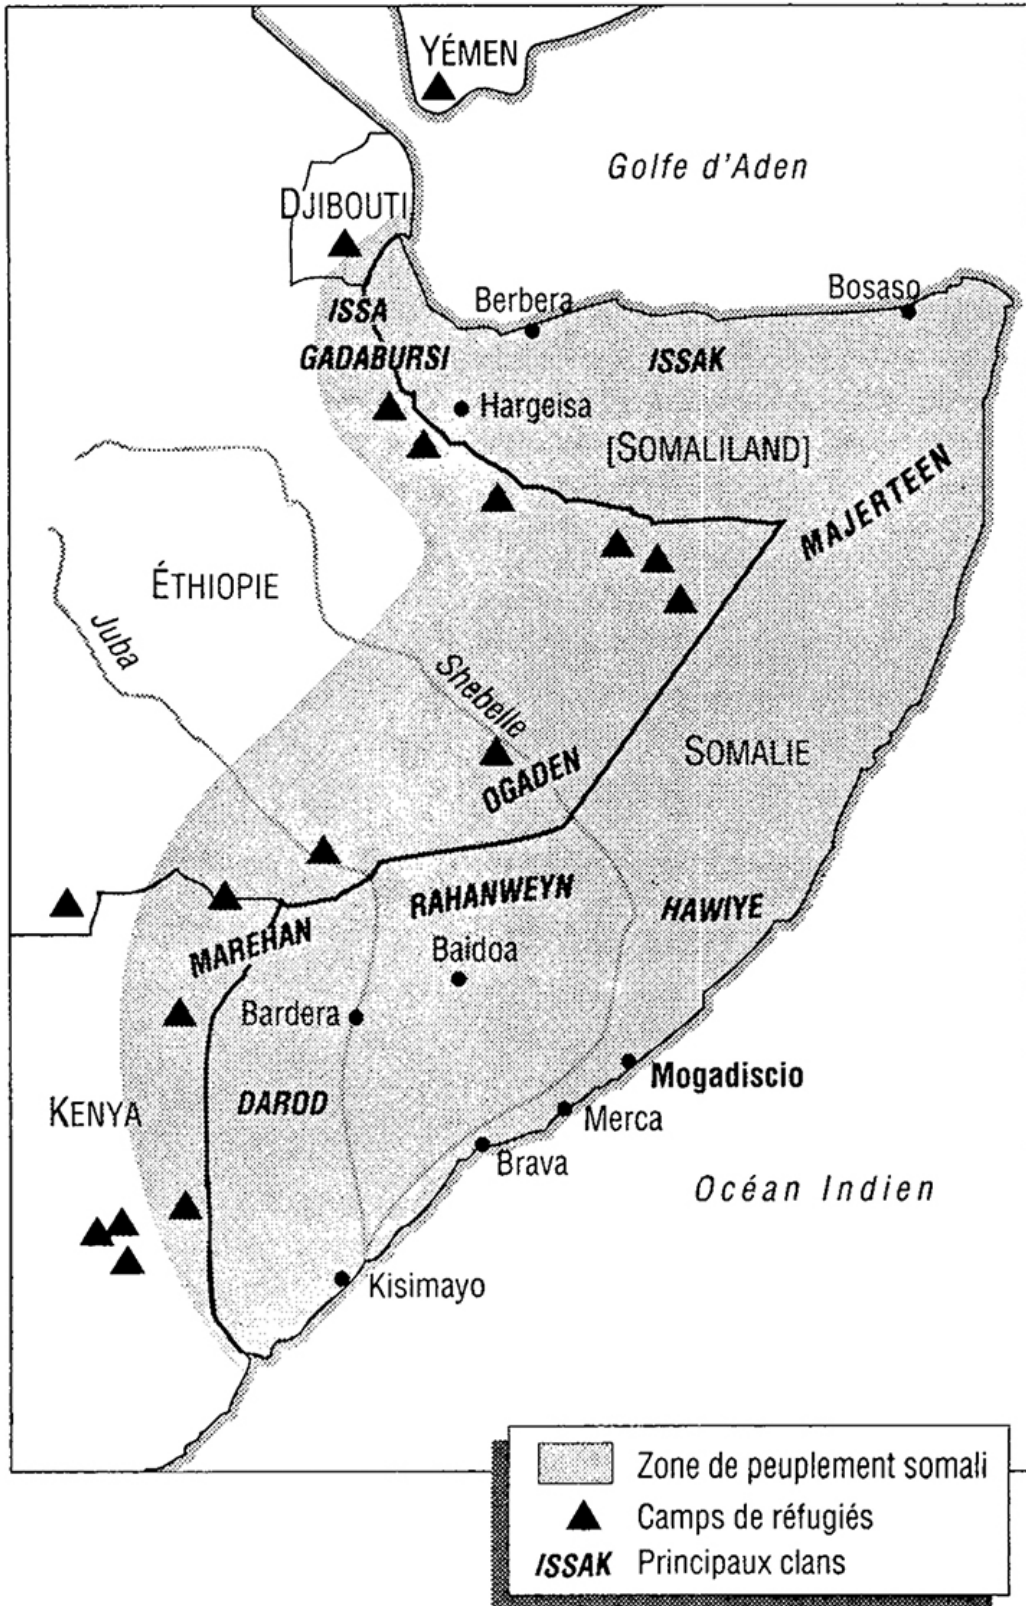 YÉMEN
Golfe d'Aden
DJIBOUTI
Bosaso
Berbera
ISSA
GADABURSI
ISSAK
Hargeisa
[SOMALILAND]
MAJERTEEN
ÉTHIOPIE
Juba
Shebelle
SOMALIE
OGADEN
RAHANWEYN
HAWIYE
MAREHAN
Baidoa
Bardera
Mogadiscio
DAROD
KENYA
Merca
Brava
Océan Indien
Kisimayo
Zone de peuplement somali
Camps de réfugiés
ISSAK Principaux clans